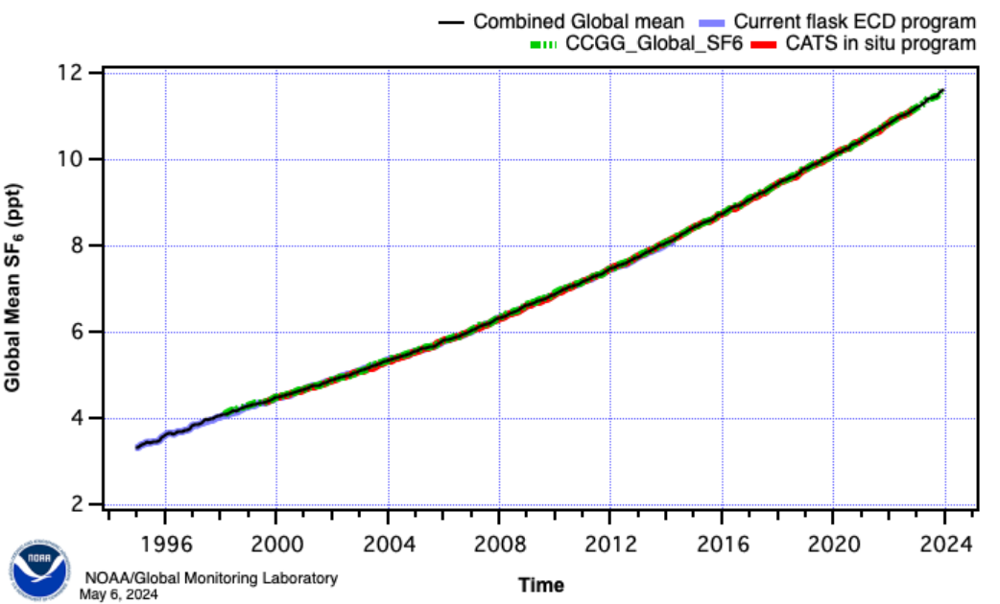 Combined Global mean Current flask ECD program
CCGG_Global_SF6 CATS in situ program
12
10
8
6
4
2
Global Mean SF6 (ppt)
1996 2000 2004 2008 2012 2016 2020 2024
Time
NOAA
NOAA/Global Monitoring Laboratory
May 6, 2024